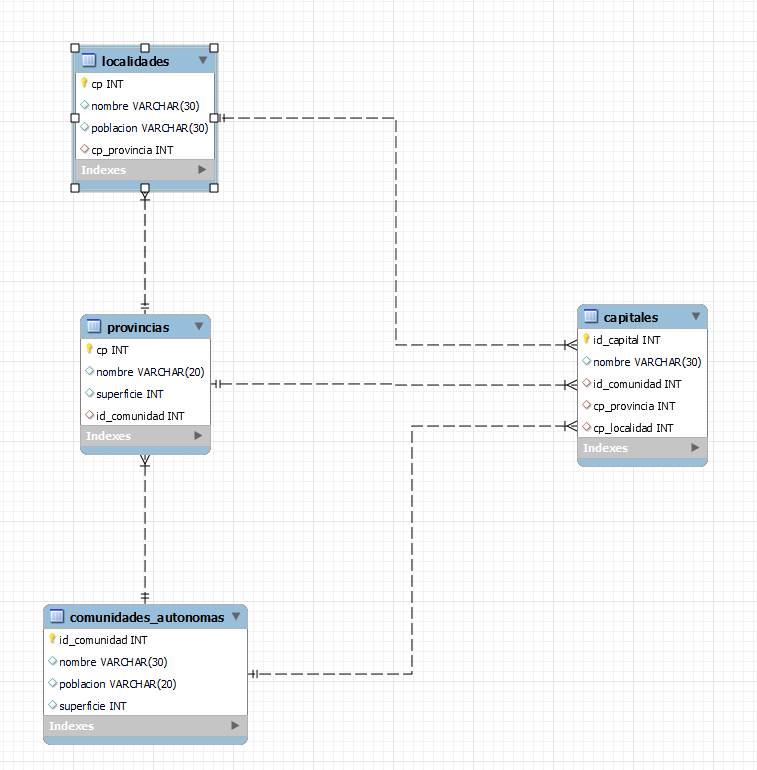 localidades
cp INT
nombre VARCHAR(30)
poblacion VARCHAR(30)
cp_provincia INT
Indexes
provincias
cp INT
nombre VARCHAR(20)
superficie INT
id_comunidad INT
Indexes
capitales
id_capital INT
nombre VARCHAR(30)
id_comunidad INT
cp_provincia INT
cp_localidad INT
Indexes
comunidades_autonomas
id_comunidad INT
nombre VARCHAR(30)
poblacion VARCHAR(20)
superficie INT
Indexes